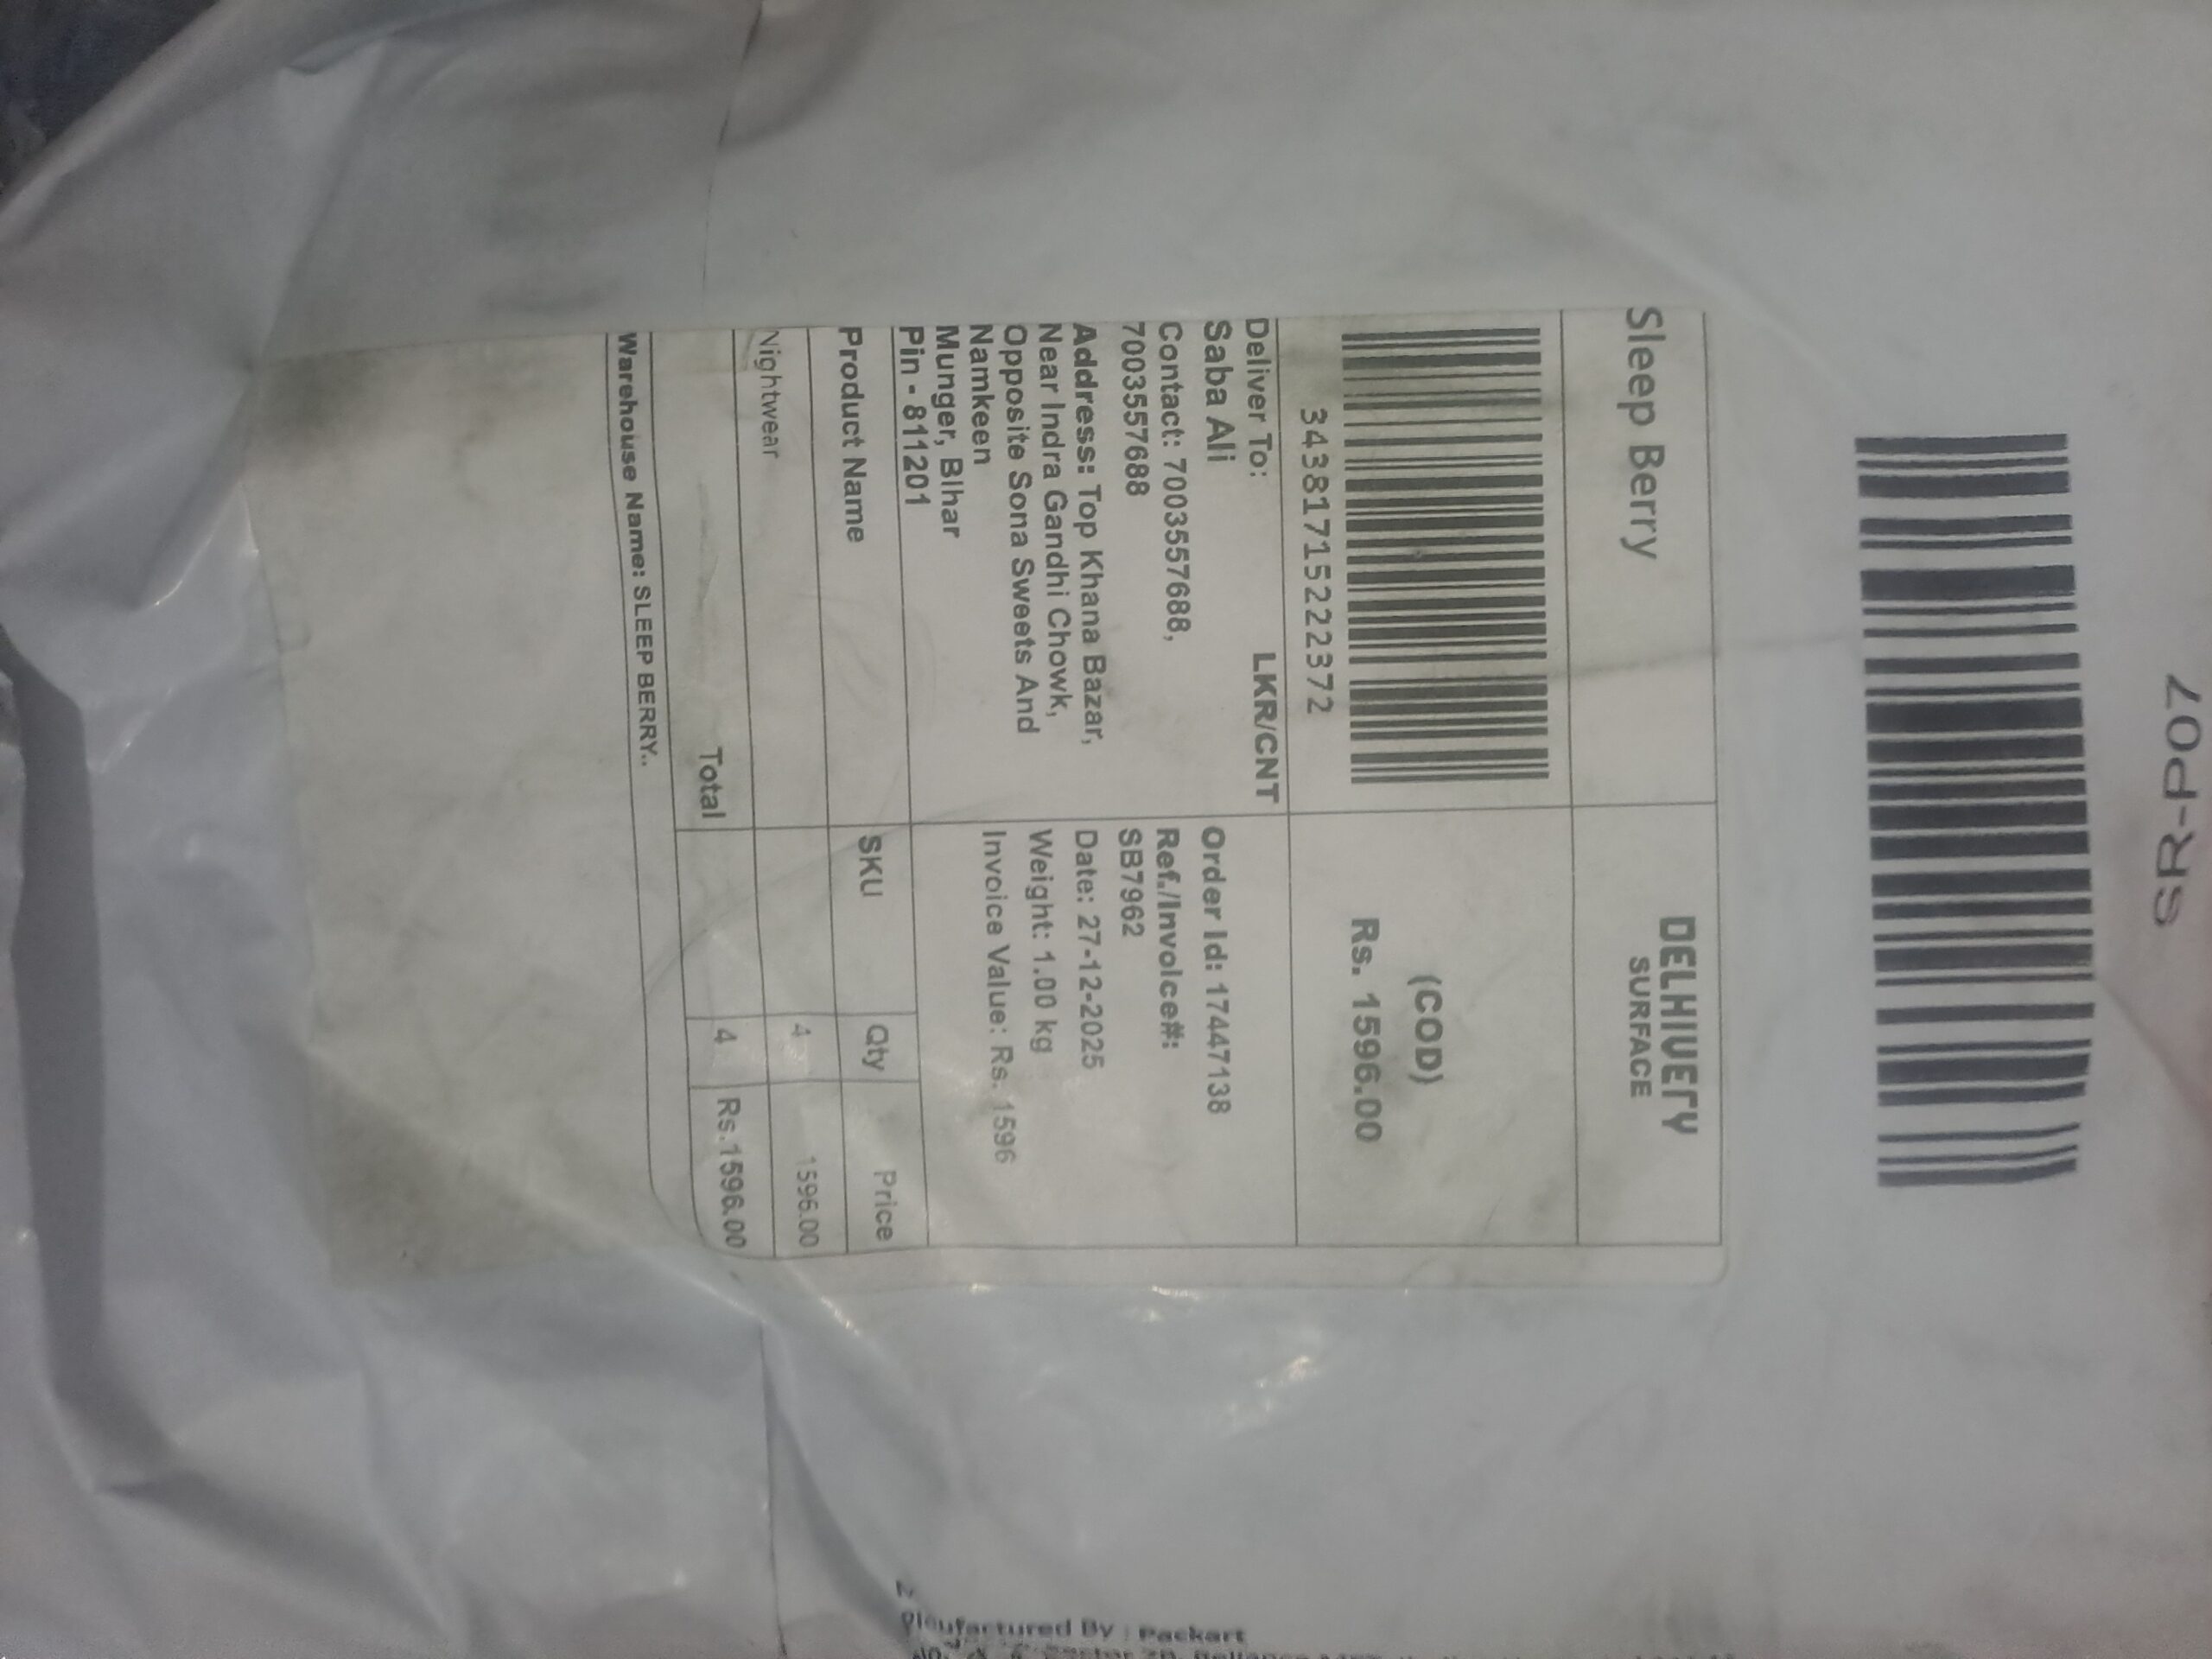 SR-P07
Sleep Berry
DELHIVERY
SURFACE
34381715222372
(COD)
Rs. 1596.00
Deliver To:
LKR/CNT
Saba Ali
Contact: 7003557688,
7003557688
Address: Top Khana Bazar,
Near Indra Gandhi Chowk,
Opposite Sona Sweets And
Namkeen
Munger, Bihar
Pin - 811201
Order Id: 17447138
Ref./Invoice#:
SB7962
Date: 27-12-2025
Weight: 1.00 kg
Invoice Value: Rs. 1596
Product Name SKU Qty Price
Nightwear 4 1596.00
Total 4 Rs.1596.00
Warehouse Name: SLEEP BERRY..
By : Packart